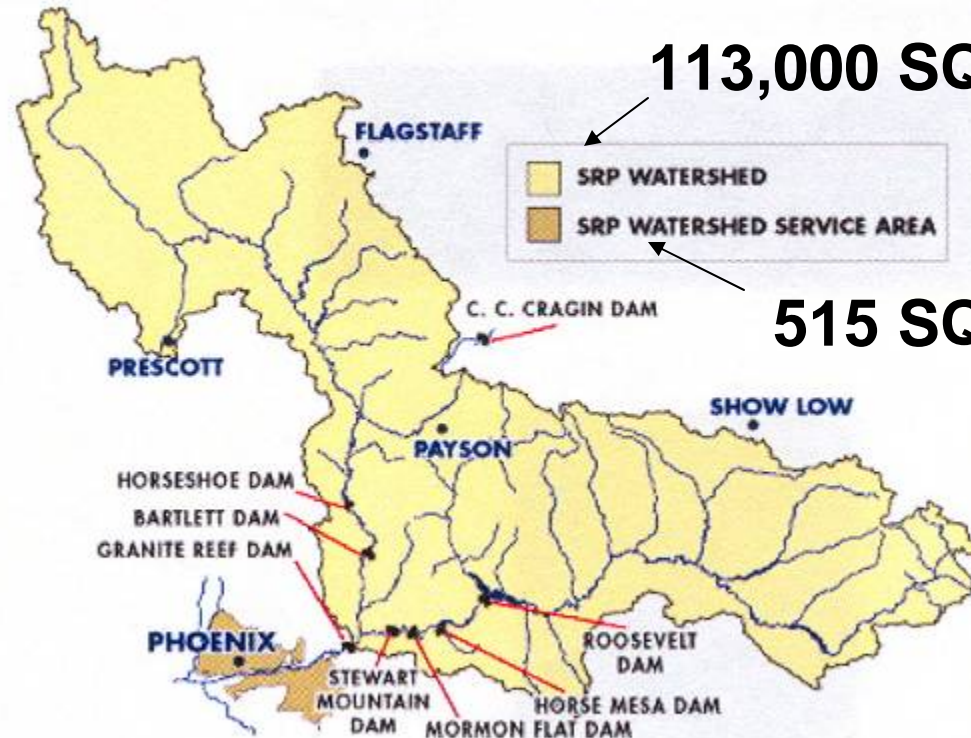 113,000 SQ
FLAGSTAFF
SRP WATERSHED
SRP WATERSHED SERVICE AREA
C. C. CRAGIN DAM
515 SQ
PRESCOTT
SHOW LOW
PAYSON
HORSESHOE DAM
BARTLETT DAM
GRANITE REEF DAM
PHOENIX
STEWART
MOUNTAIN
DAM
MORMON FLAT DAM
HORSE MESA DAM
ROOSEVELT
DAM